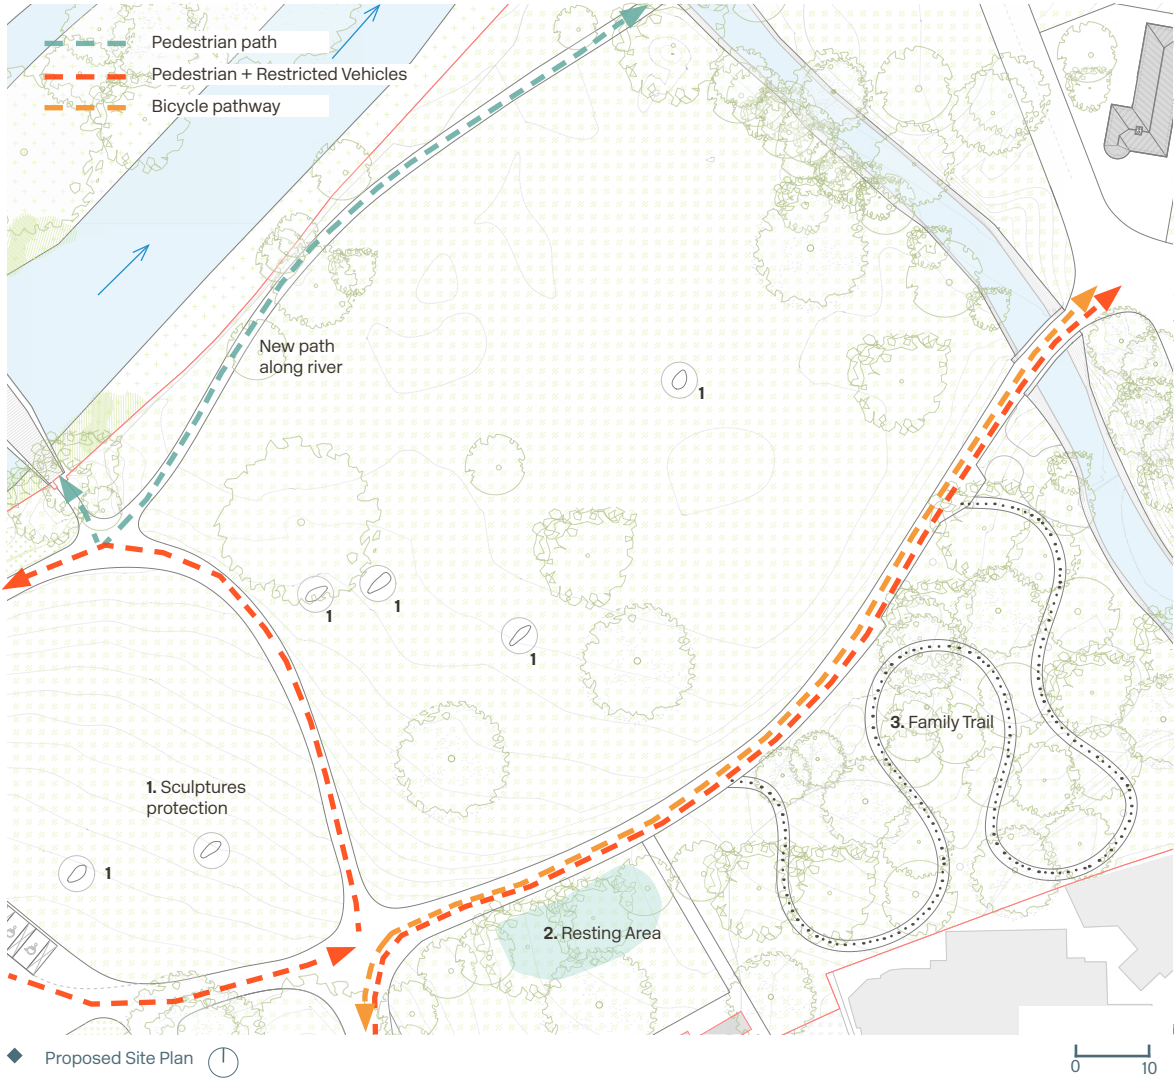 Pedestrian path
Pedestrian + Restricted Vehicles
Bicycle pathway
New path
along river
1
1
1
1
3. Family Trail
1. Sculptures
protection
1
2. Resting Area
Proposed Site Plan
0
10